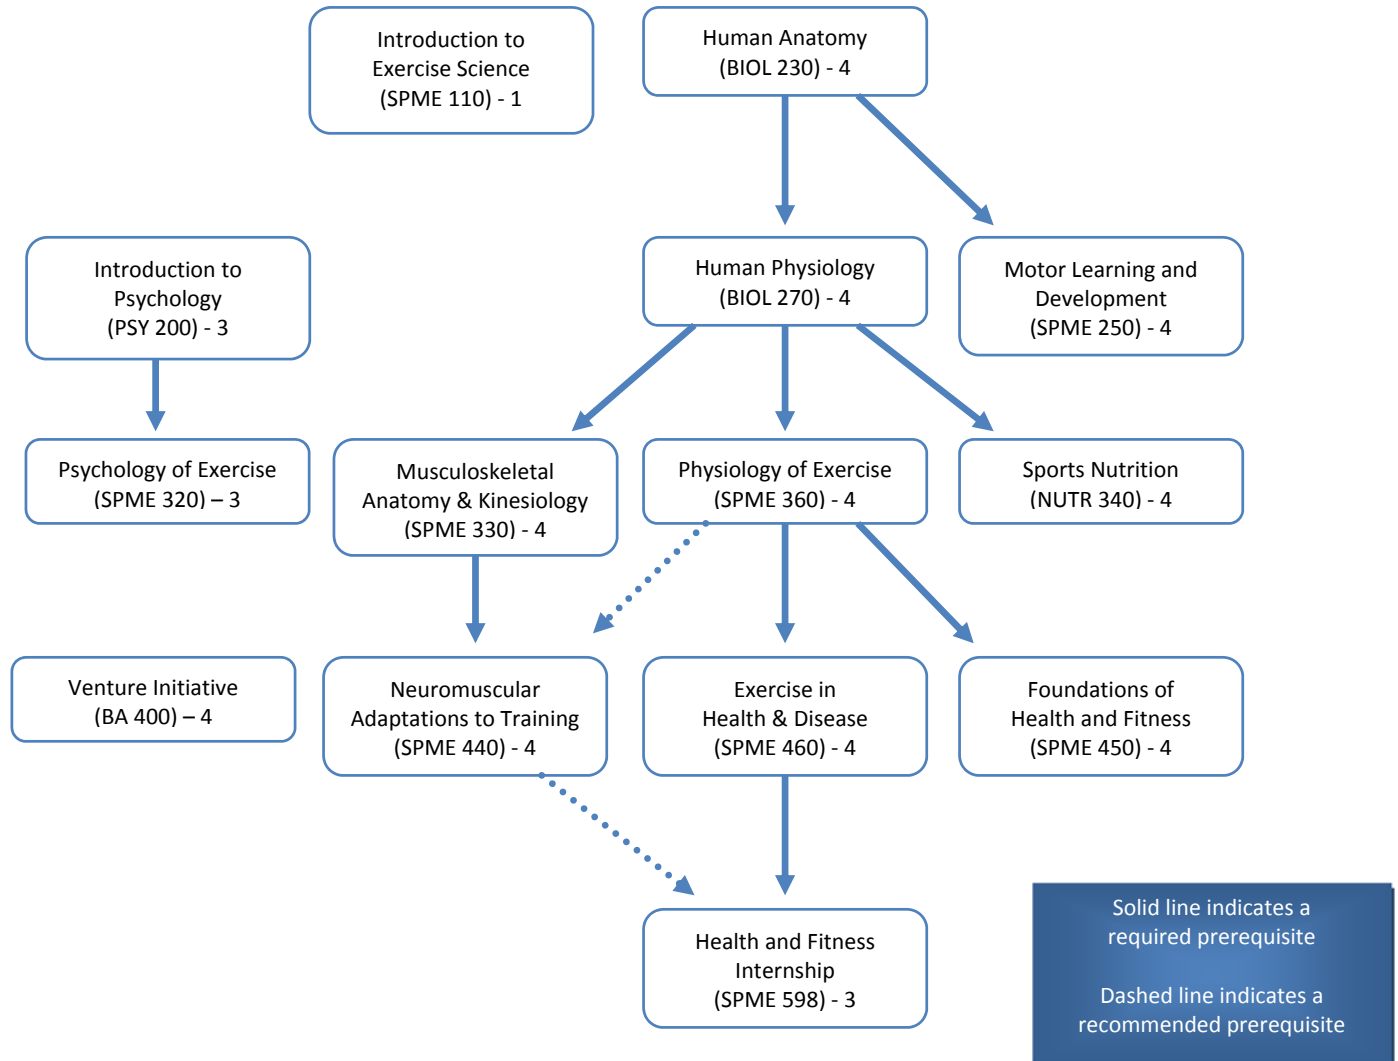 Introduction to
Exercise Science
(SPME 110) - 1
Human Anatomy
(BIOL 230) - 4
Introduction to
Psychology
(PSY 200) - 3
Human Physiology
(BIOL 270) - 4
Motor Learning and
Development
(SPME 250) - 4
Psychology of Exercise
(SPME 320) – 3
Musculoskeletal
Anatomy & Kinesiology
(SPME 330) - 4
Physiology of Exercise
(SPME 360) - 4
Sports Nutrition
(NUTR 340) - 4
Venture Initiative
(BA 400) – 4
Neuromuscular
Adaptations to Training
(SPME 440) - 4
Exercise in
Health & Disease
(SPME 460) - 4
Foundations of
Health and Fitness
(SPME 450) - 4
Health and Fitness
Internship
(SPME 598) - 3
Solid line indicates a
required prerequisite
Dashed line indicates a
recommended prerequisite